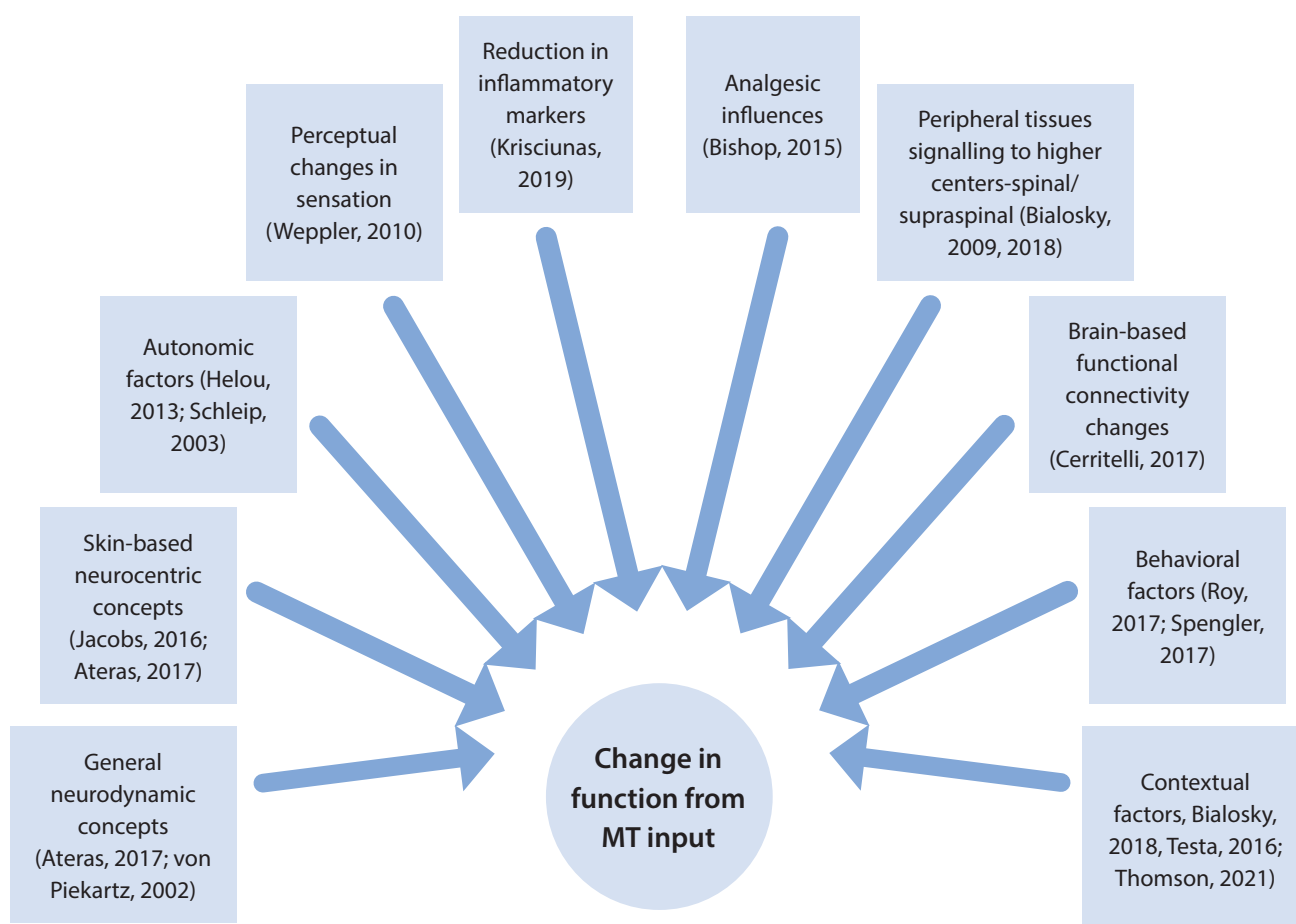 Reduction in
inflammatory
markers
(Krisciunas,
2019)
Analgesic
influences
(Bishop, 2015)
Perceptual
changes in
sensation
(Weppler, 2010)
Peripheral tissues
signalling to higher
centers-spinal/
supraspinal (Bialosky,
2009, 2018)
Autonomic
factors (Helou,
2013; Schleip,
2003)
Brain-based
functional
connectivity
changes
(Cerritelli, 2017)
Skin-based
neurocentric
concepts
(Jacobs, 2016;
Ateras, 2017)
Behavioral
factors (Roy,
2017; Spengler,
2017)
General
neurodynamic
concepts
(Ateras, 2017; von
Piekartz, 2002)
Change in
function from
MT input
Contextual
factors, Bialosky,
2018, Testa, 2016;
Thomson, 2021)